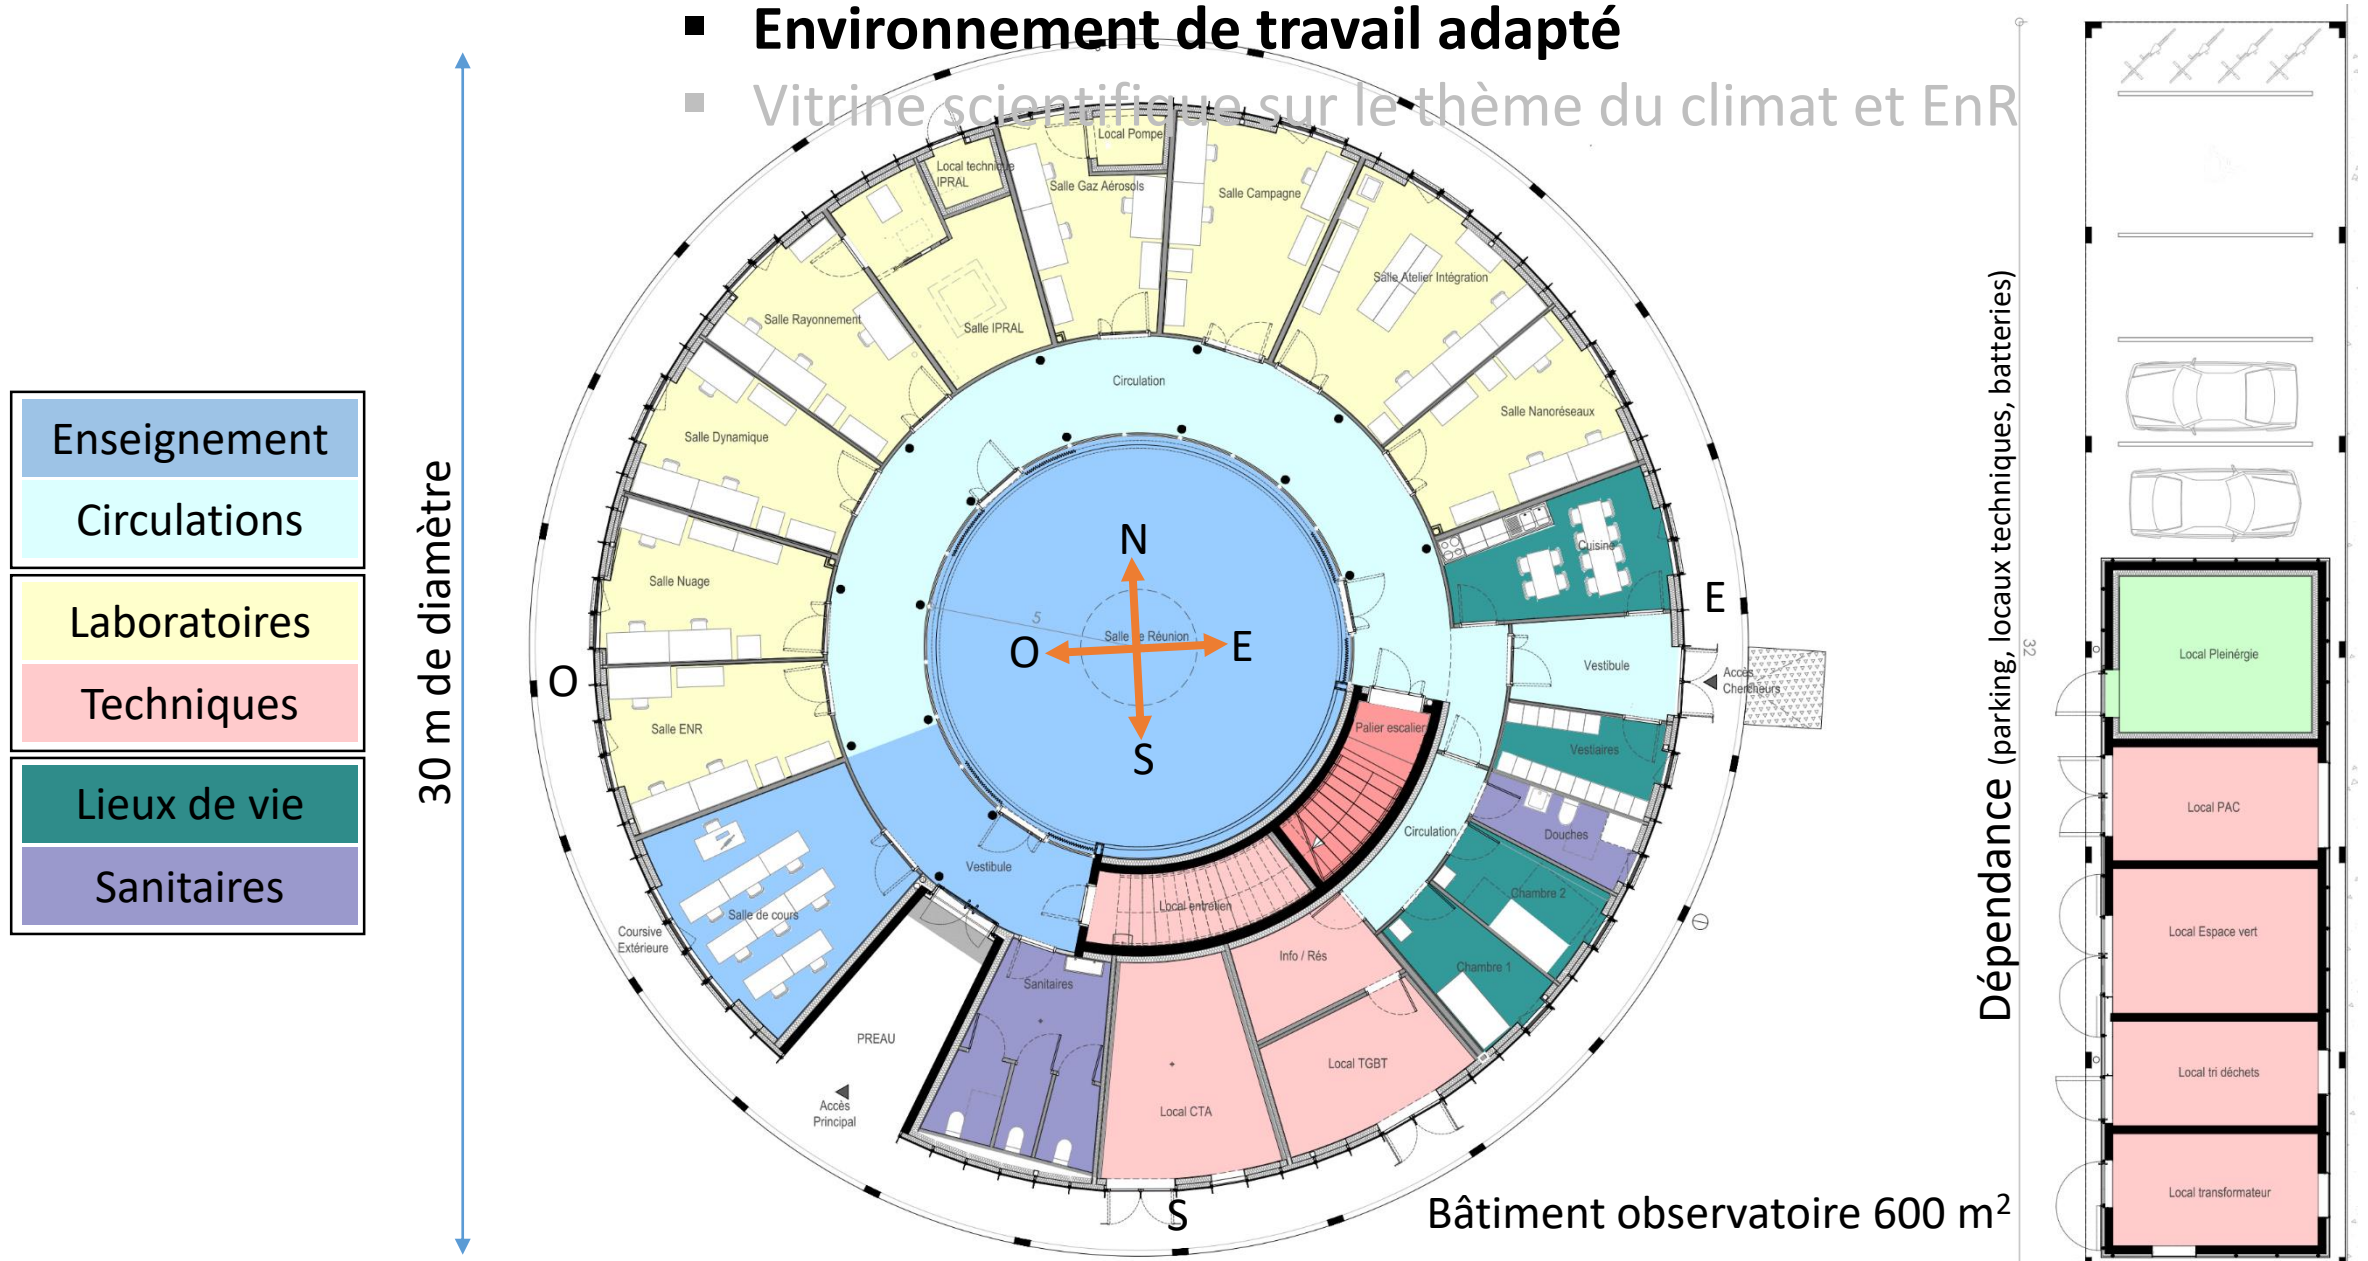 ▪ Environnement de travail adapté
▪ Vitrine scientifique sur le thème du climat et EnR
Enseignement
Circulations
Laboratoires
Techniques
Lieux de vie
Sanitaires
30 m de diamètre
Local Pompe
Local technique
IPRAL
Salle Gaz Aérosols
Salle Campagne
Salle Atelier Intégration
Salle Rayonnement
Salle IPRAL
Circulation
Salle Nanoréseaux
Salle Dynamique
Cuisine
Salle Nuage
N
O
E
S
5
Salle de Réunion
E
O
Vestibule
Accès
Chercheurs
Salle ENR
Palier escalier
Vestiaires
Circulation
Douches
Vestibule
Chambre 2
Local entretien
Salle de cours
Coursive
Extérieure
Info / Rés
Chambre 1
Sanitaires
PREAU
Local TGBT
Accès
Principal
Local CTA
S
Bâtiment observatoire 600 m²
Dépendance (parking, locaux techniques, batteries)
32
Local Pleinérgie
Local PAC
Local Espace vert
Local tri déchets
Local transformateur